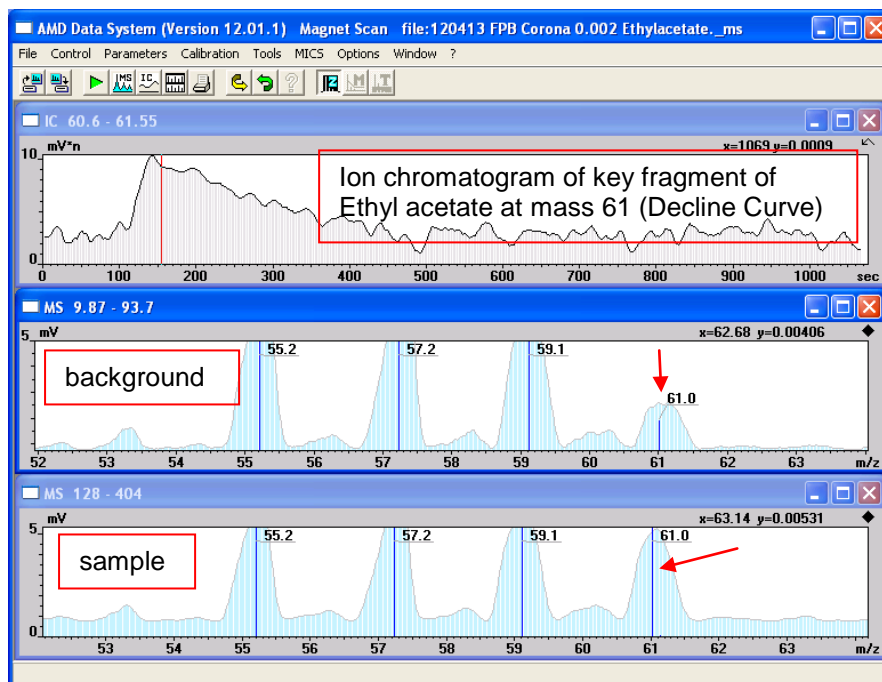 AMD Data System (Version 12.01.1) Magnet Scan file:120413 FPB Corona 0.002 Ethylacetate._ms
File Control Parameters Calibration Tools MICS Options Window ?
MS IC M T
IC 60.6 - 61.55
mV*n x=1069 y=0.0009
10
Ion chromatogram of key fragment of
Ethyl acetate at mass 61 (Decline Curve)
0
0 100 200 300 400 500 600 700 800 900 1000 sec
MS 9.87 - 93.7
5 mV x=62.68 y=0.00406
55.2 57.2 59.1
background
61.0
52 53 54 55 56 57 58 59 60 61 62 63 m/z
MS 128 - 404
mV x=63.14 y=0.00531
5
55.2 57.2 59.1 61.0
sample
0
53 54 55 56 57 58 59 60 61 62 63 m/z